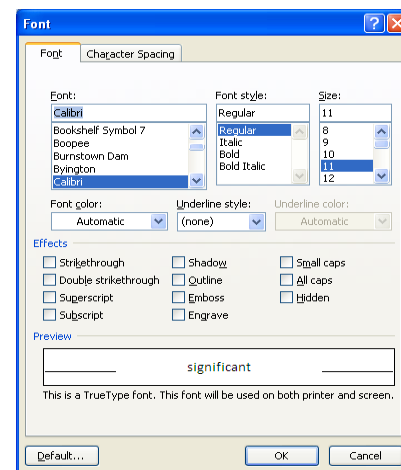 Font
Font Character Spacing
Font: Font style: Size:
Calibri Regular 11
Bookshelf Symbol 7 Regular 8
Boopee Italic 9
Burnstown Dam Bold 10
Byington Bold Italic 11
Calibri 12
Font color: Underline style: Underline color:
Automatic (none) Automatic
Effects
Strikethrough Shadow Small caps
Double strikethrough Outline All caps
Superscript Emboss Hidden
Subscript Engrave
Preview
significant
This is a TrueType font. This font will be used on both printer and screen.
Default... OK Cancel